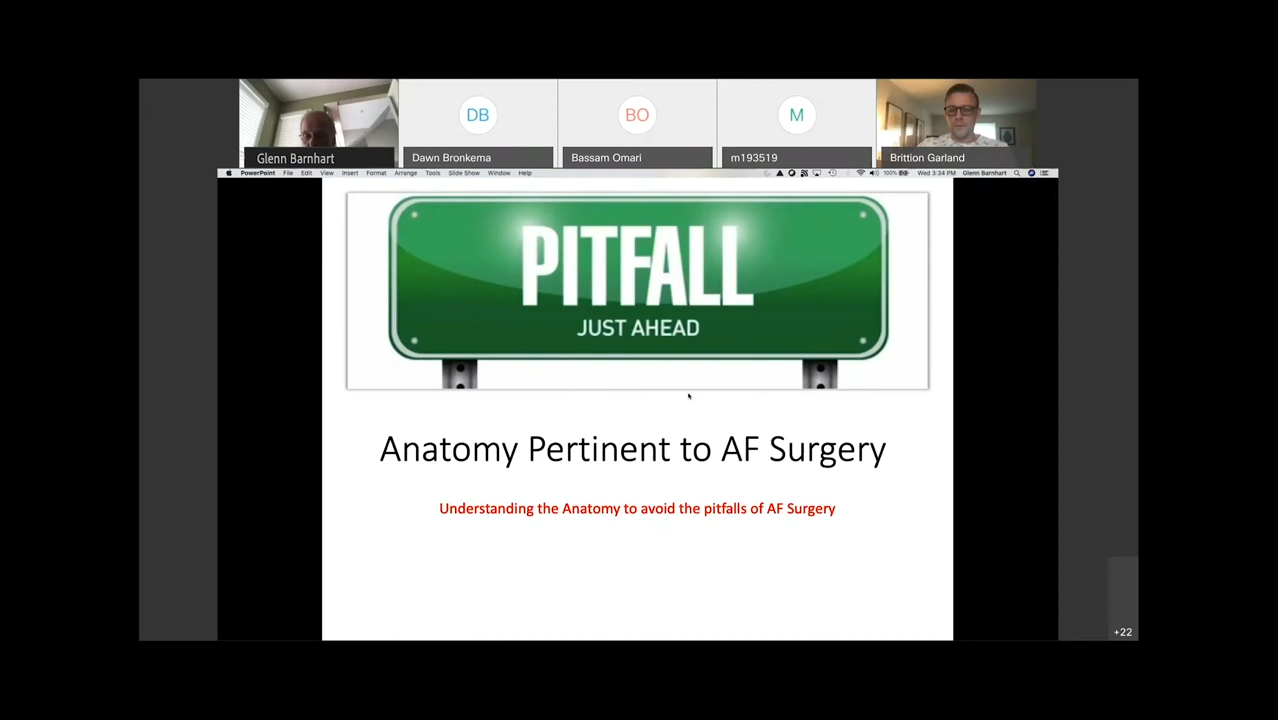 DB
BO
M
Glenn Barnhart
Dawn Bronkema
Bassam Omari
m193519
Brittion Garland
PowerPoint File Edit View Insert Format Arrange Tools Slide Show Window Help 100% Wed 3:34 PM Glenn Barnhart
PITFALL
JUST AHEAD
Anatomy Pertinent to AF Surgery
Understanding the Anatomy to avoid the pitfalls of AF Surgery
+22